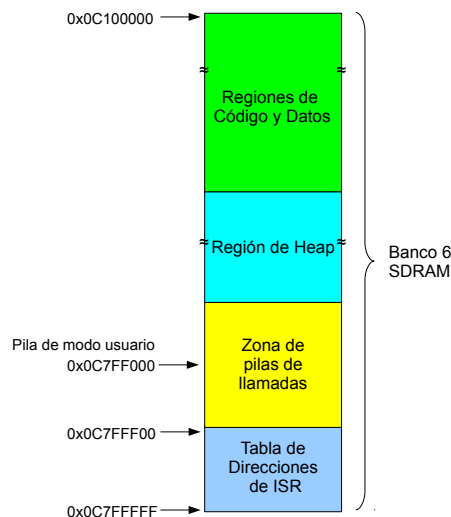 0x0C100000
Regiones de
Código y Datos
Región de Heap
Banco 6
SDRAM
Pila de modo usuario
0x0C7FF000
Zona de
pilas de
llamadas
0x0C7FFF00
Tabla de
Direcciones
de ISR
0x0C7FFFFF